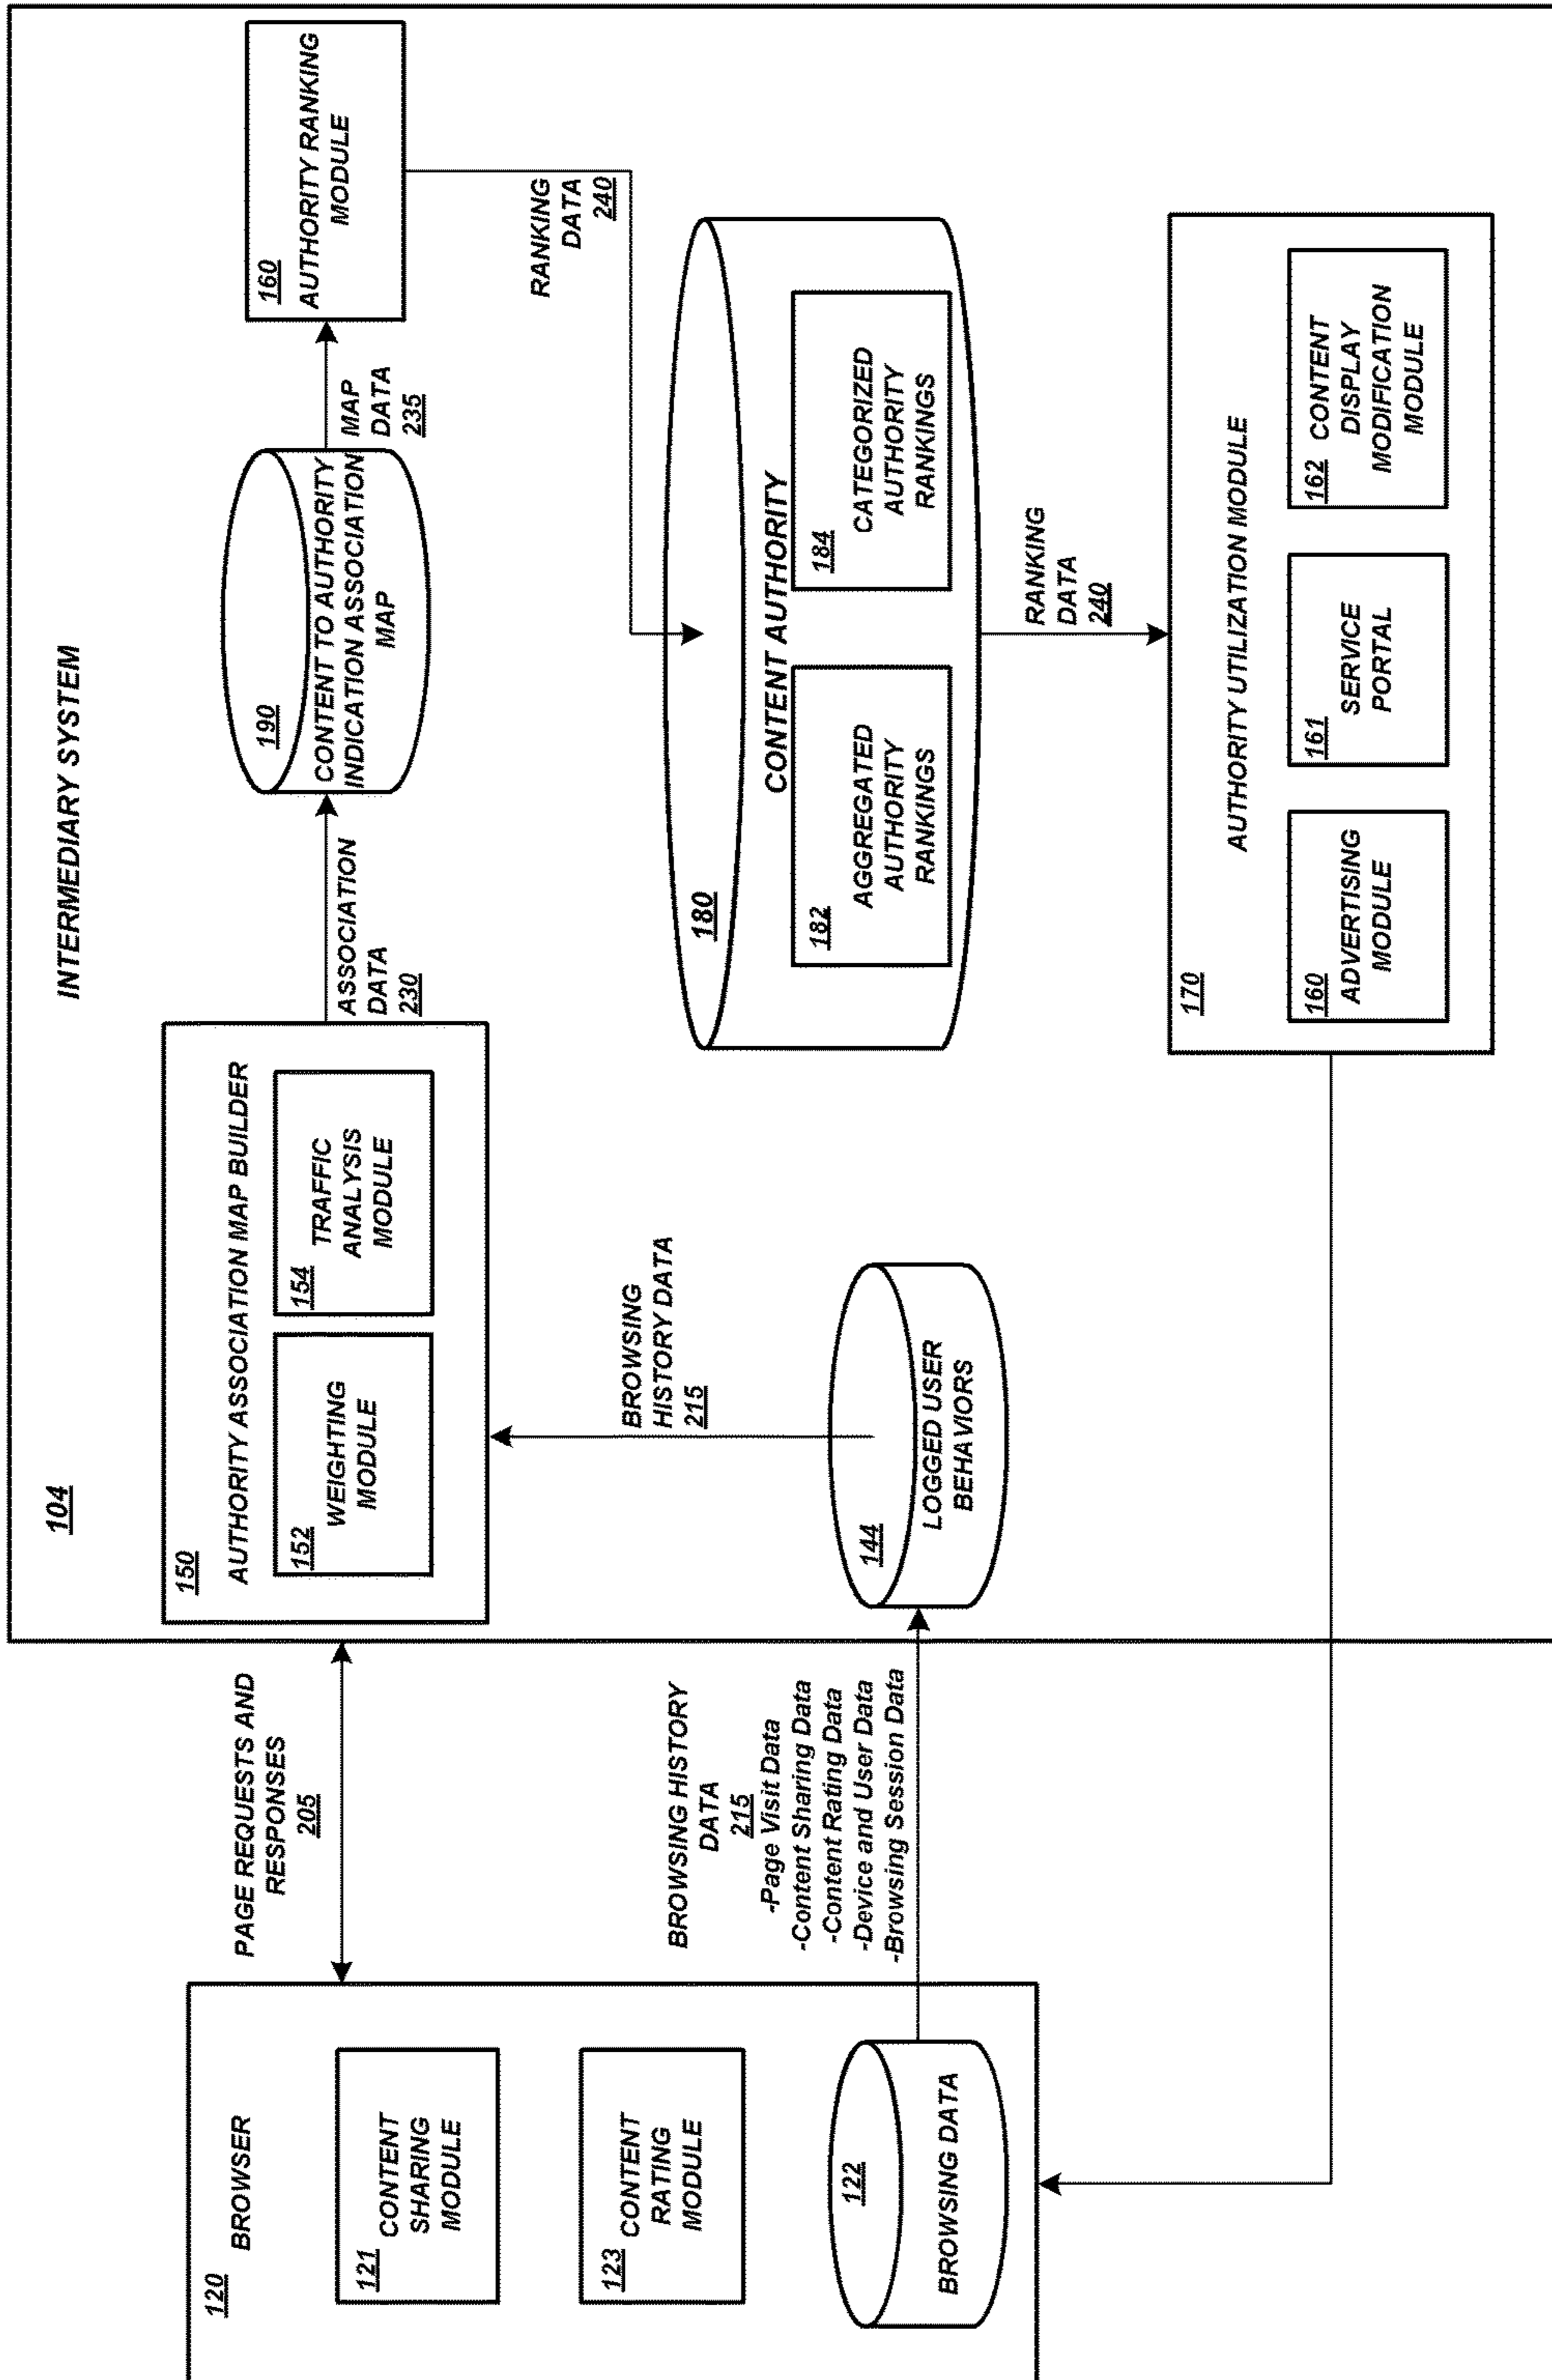 104
INTERMEDIARY SYSTEM
120
BROWSER
121
CONTENT
SHARING
MODULE
123
CONTENT
RATING
MODULE
122
BROWSING DATA
PAGE REQUESTS AND
RESPONSES
205
BROWSING HISTORY
DATA
215
-Page Visit Data
-Content Sharing Data
-Content Rating Data
-Device and User Data
-Browsing Session Data
150
AUTHORITY ASSOCIATION MAP BUILDER
152
WEIGHTING
MODULE
154
TRAFFIC
ANALYSIS
MODULE
BROWSING
HISTORY DATA
215
144
LOGGED USER
BEHAVIORS
ASSOCIATION
DATA
230
190
CONTENT TO AUTHORITY
INDICATION ASSOCIATION
MAP
MAP
DATA
235
160
AUTHORITY RANKING
MODULE
RANKING
DATA
240
180
CONTENT AUTHORITY
182
AGGREGATED
AUTHORITY
RANKINGS
184
CATEGORIZED
AUTHORITY
RANKINGS
RANKING
DATA
240
170
AUTHORITY UTILIZATION MODULE
160
ADVERTISING
MODULE
161
SERVICE
PORTAL
162
CONTENT
DISPLAY
MODIFICATION
MODULE